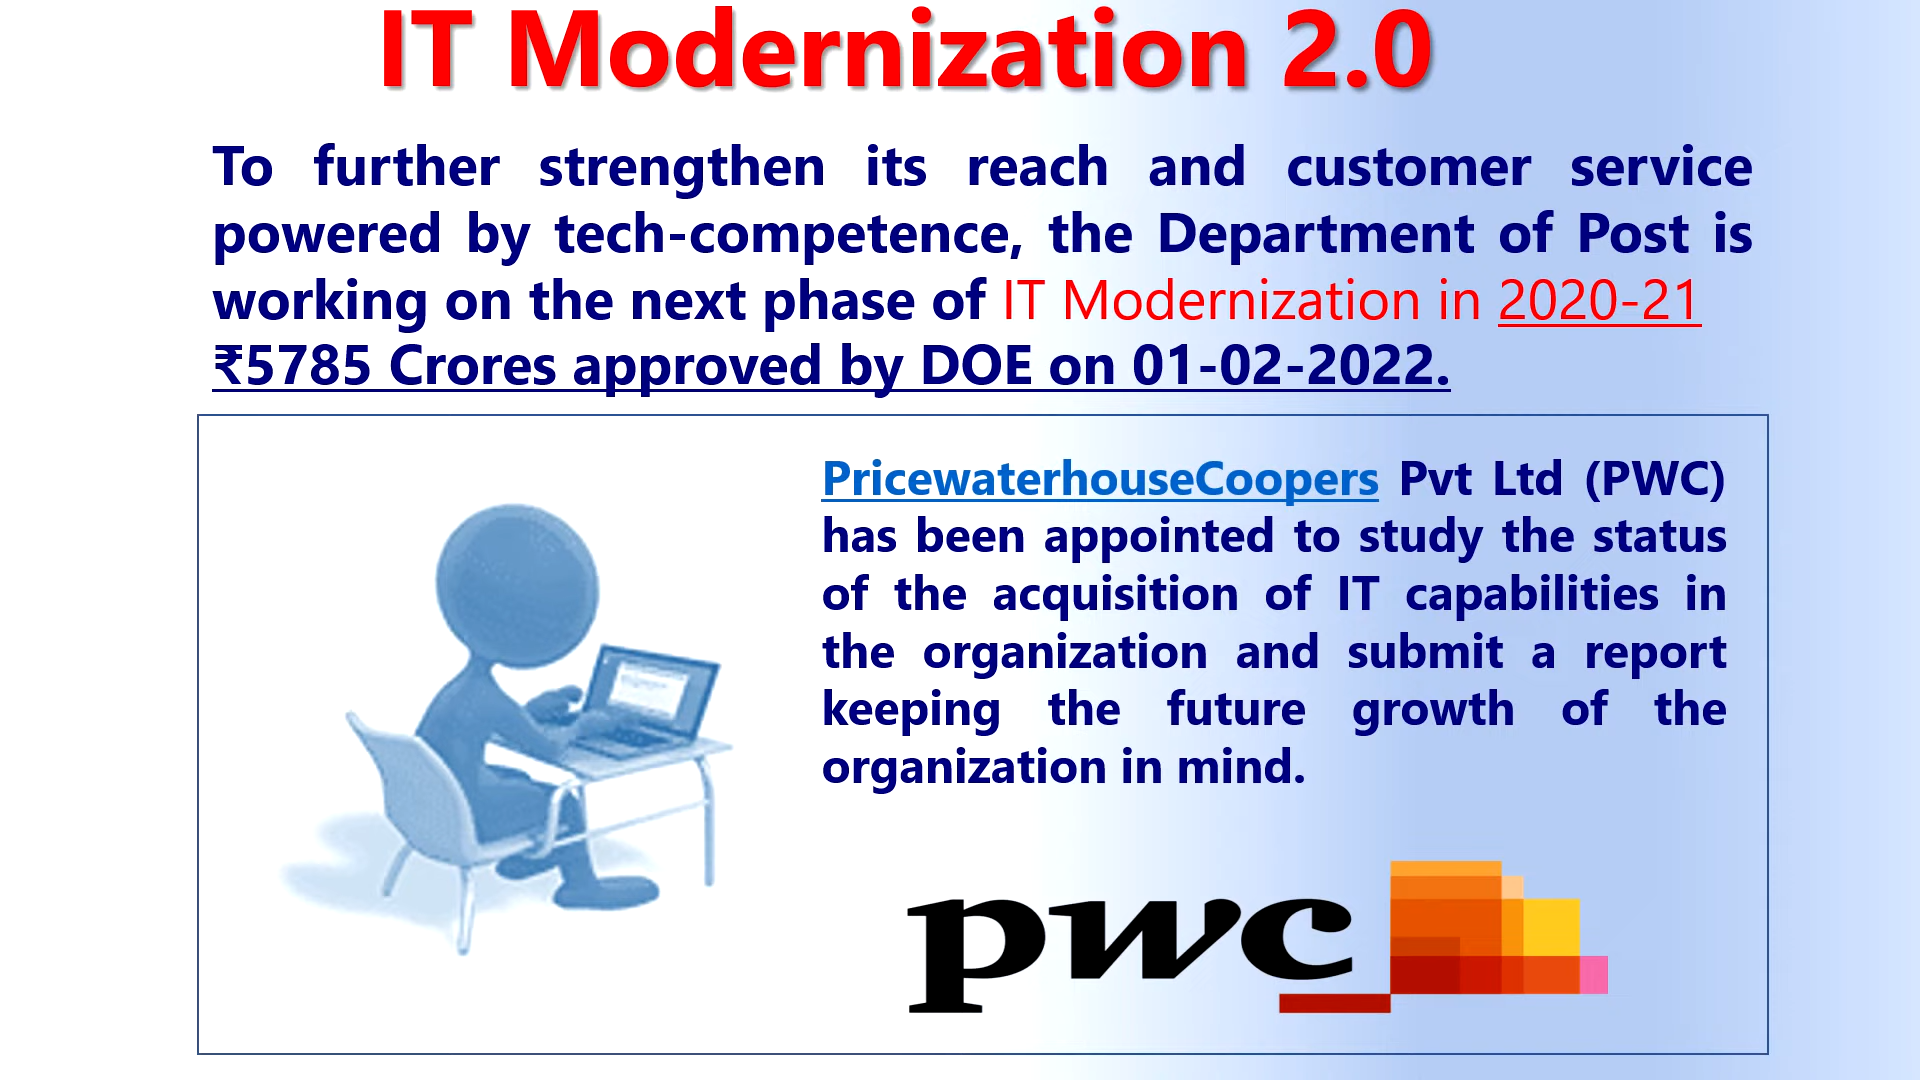 IT Modernization 2.0
To further strengthen its reach and customer service
powered by tech-competence, the Department of Post is
working on the next phase of IT Modernization in 2020-21
₹5785 Crores approved by DOE on 01-02-2022.
PricewaterhouseCoopers Pvt Ltd (PWC)
has been appointed to study the status
of the acquisition of IT capabilities in
the organization and submit a report
keeping the future growth of the
organization in mind.
pwc